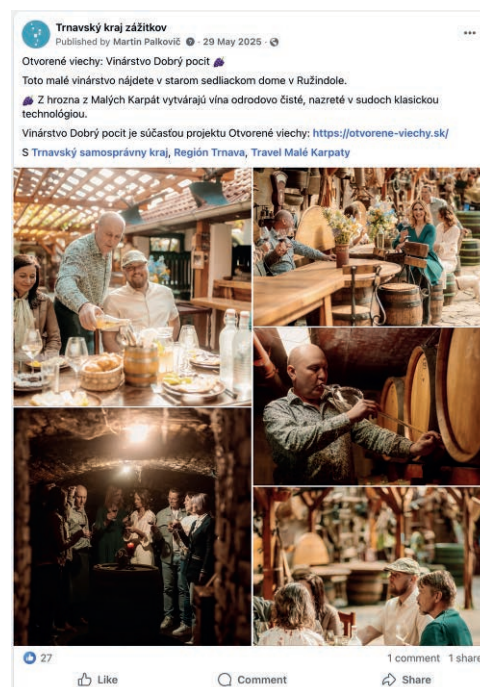 Trnavský kraj zážitkov
Published by Martin Palkovič · 29 May 2025 ·
Otvorené viechy: Vinárstvo Dobrý pocit 🍇
Toto malé vinárstvo nájdete v starom sedliackom dome v Ružindole.
🍇 Z hrozna z Malých Karpát vytvárajú vína odrodovo čisté, nazreté v sudoch klasickou
technológiou.
Vinárstvo Dobrý pocit je súčasťou projektu Otvorené viechy: https://otvorene-viechy.sk/
S Trnavský samosprávny kraj, Región Trnava, Travel Malé Karpaty
27
1 comment 1 share
Like Comment Share